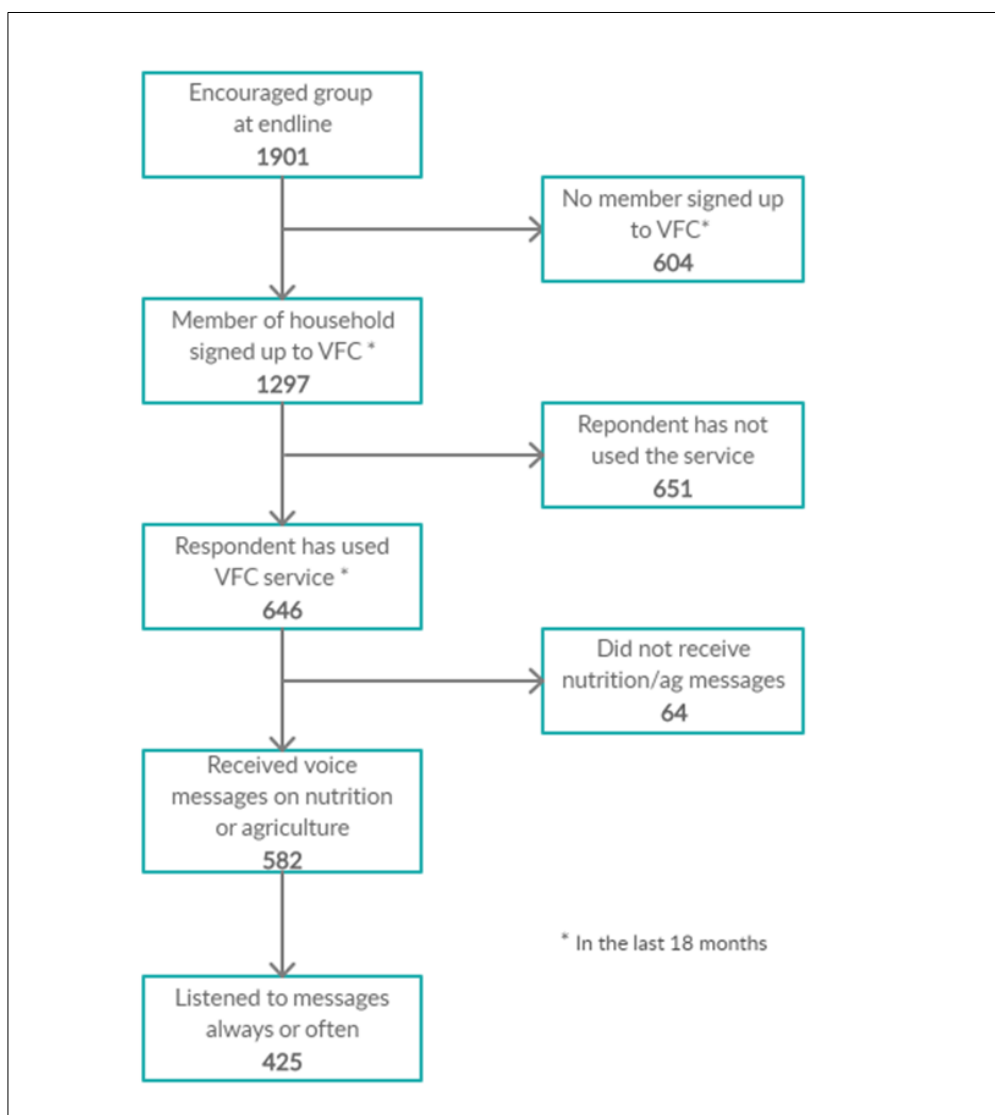 Encouraged group
at endline
1901
No member signed up
to VFC*
604
Member of household
signed up to VFC *
1297
Repondent has not
used the service
651
Respondent has used
VFC service *
646
Did not receive
nutrition/ag messages
64
Received voice
messages on nutrition
or agriculture
582
* In the last 18 months
Listened to messages
always or often
425